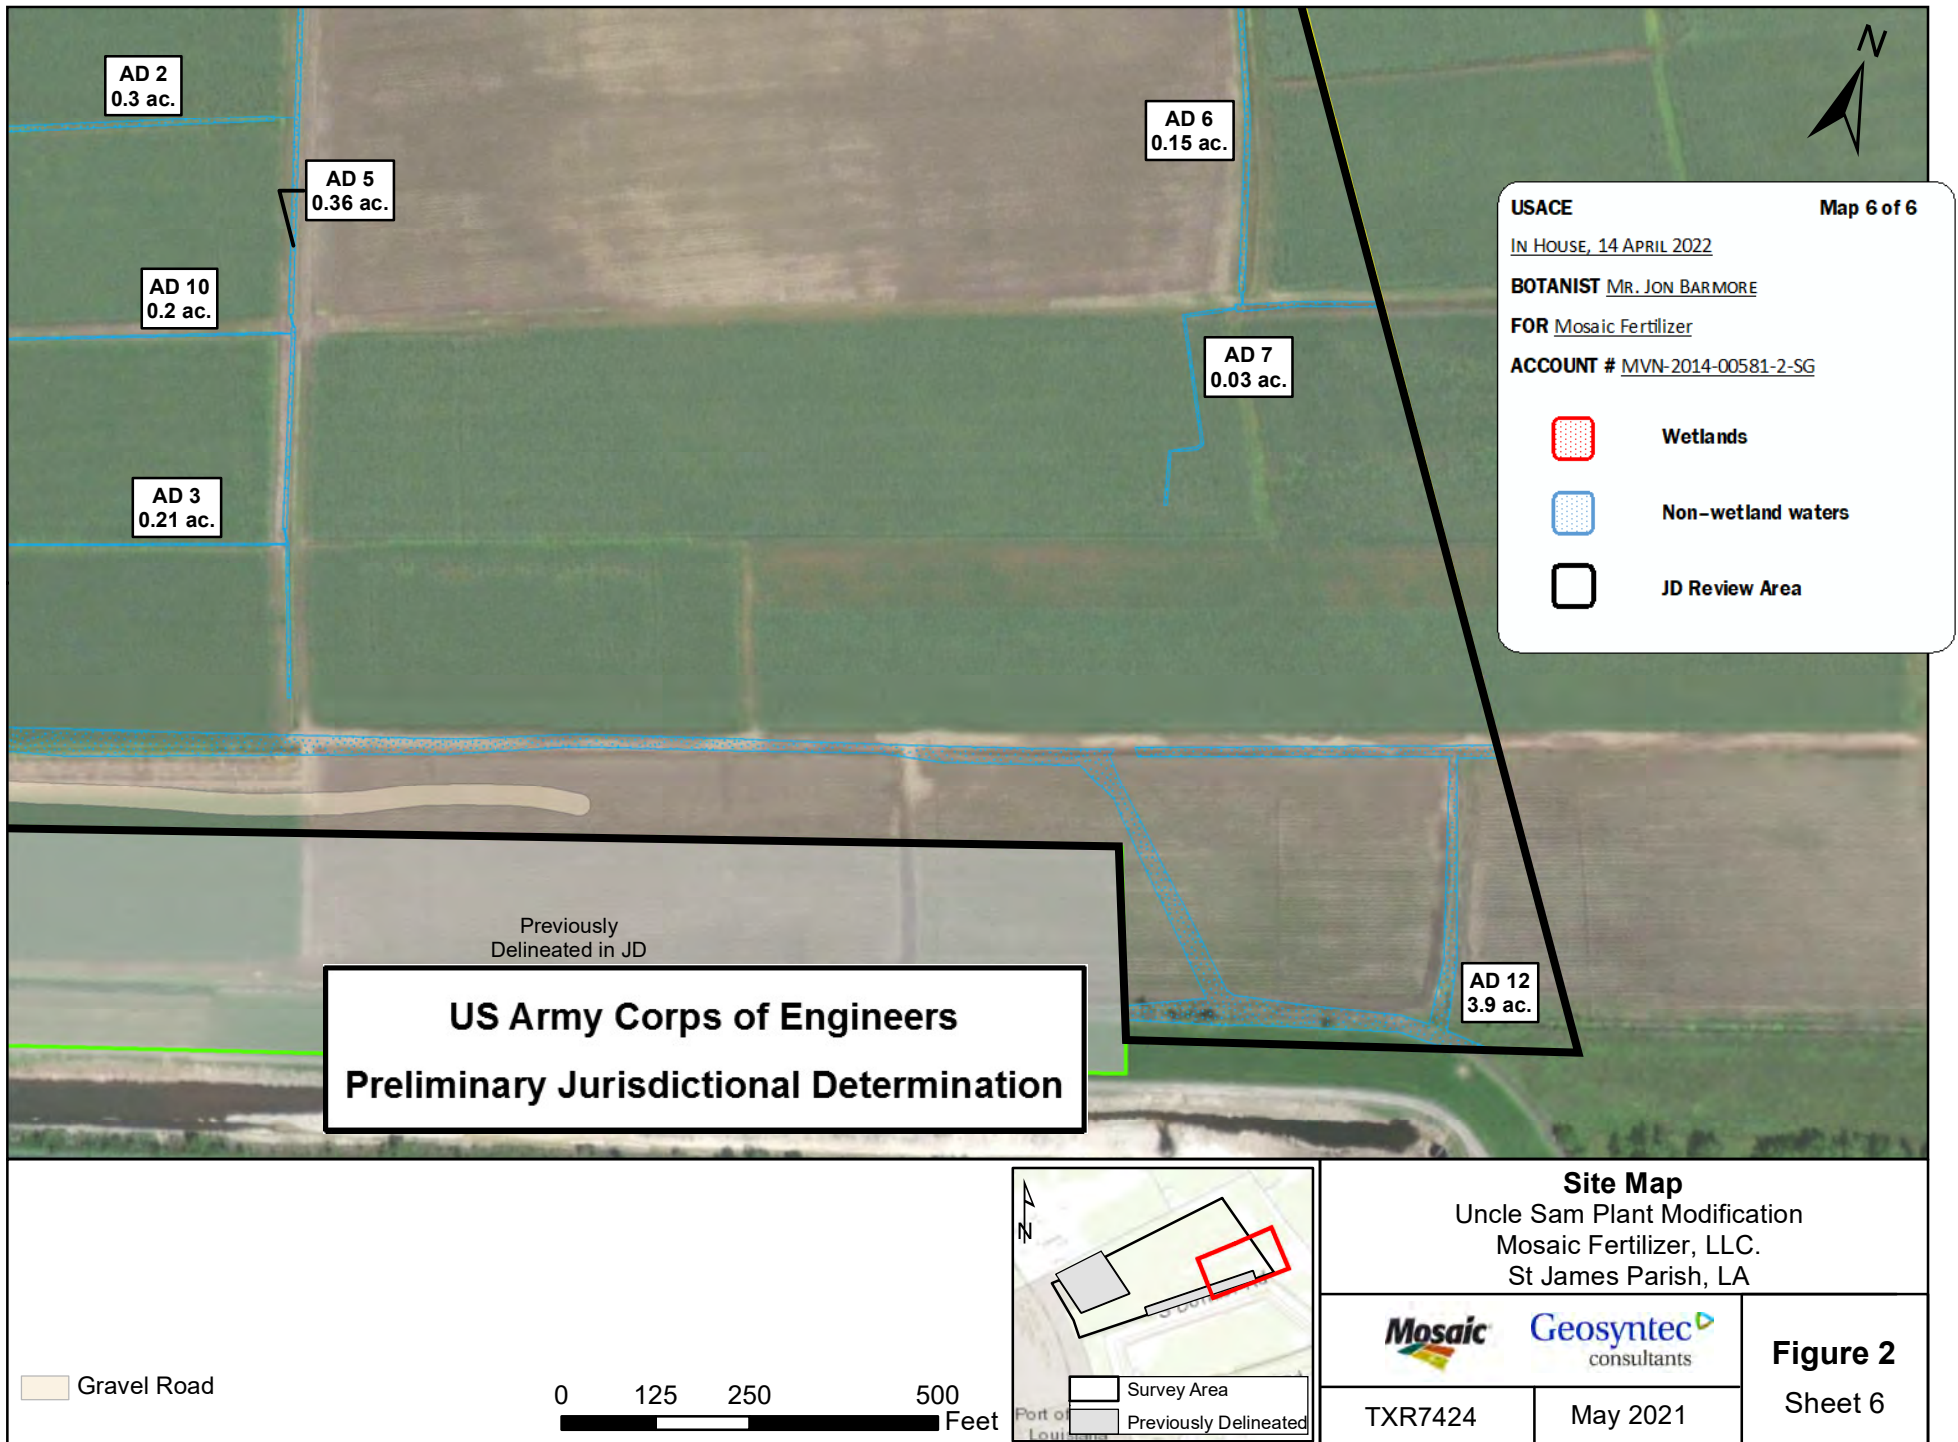 AD 2
0.3 ac.
AD 5
0.36 ac.
AD 10
0.2 ac.
AD 3
0.21 ac.
AD 6
0.15 ac.
AD 7
0.03 ac.
AD 12
3.9 ac.
N
USACE Map 6 of 6
IN HOUSE, 14 APRIL 2022
BOTANIST MR. JON BARMORE
FOR Mosaic Fertilizer
ACCOUNT # MVN-2014-00581-2-SG
Wetlands
Non-wetland waters
JD Review Area
Previously
Delineated in JD
US Army Corps of Engineers
Preliminary Jurisdictional Determination
Gravel Road
0 125 250 500
Feet
N
Port of
Louisiana
Survey Area
Previously Delineated
Site Map
Uncle Sam Plant Modification
Mosaic Fertilizer, LLC.
St James Parish, LA
Mosaic
Geosyntec
consultants
TXR7424
May 2021
Figure 2
Sheet 6